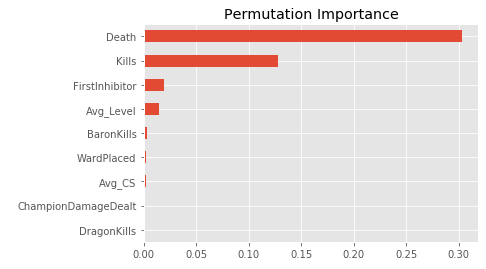 Permutation Importance
Death
Kills
FirstInhibitor
Avg_Level
BaronKills
WardPlaced
Avg_CS
ChampionDamageDealt
DragonKills
0.00 0.05 0.10 0.15 0.20 0.25 0.30